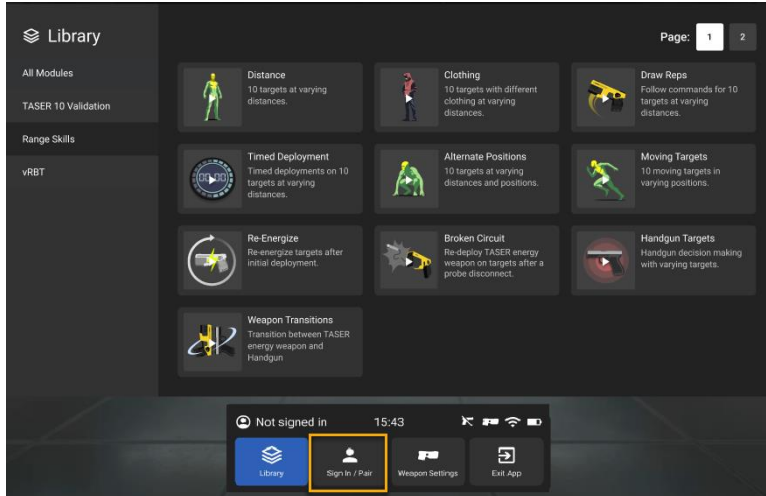 Library
Page: 1 2
All Modules
TASER 10 Validation
Range Skills
vRBT
Distance
10 targets at varying
distances.
Clothing
10 targets with different
clothing at varying
distances.
Draw Reps
Follow commands for 10
targets at varying
distances.
00:00
Timed Deployment
Timed deployments on 10
targets at varying
distances.
Alternate Positions
10 targets at varying
distances and positions.
Moving Targets
10 moving targets in
varying positions.
Re-Energize
Re-energize targets after
initial deployment.
Broken Circuit
Re-deploy TASER energy
weapon on targets after a
probe disconnect.
Handgun Targets
Handgun decision making
with varying targets.
Weapon Transitions
Transition between TASER
energy weapon and
Handgun
Not signed in 15:43
Library
Sign In / Pair
Weapon Settings
Exit App